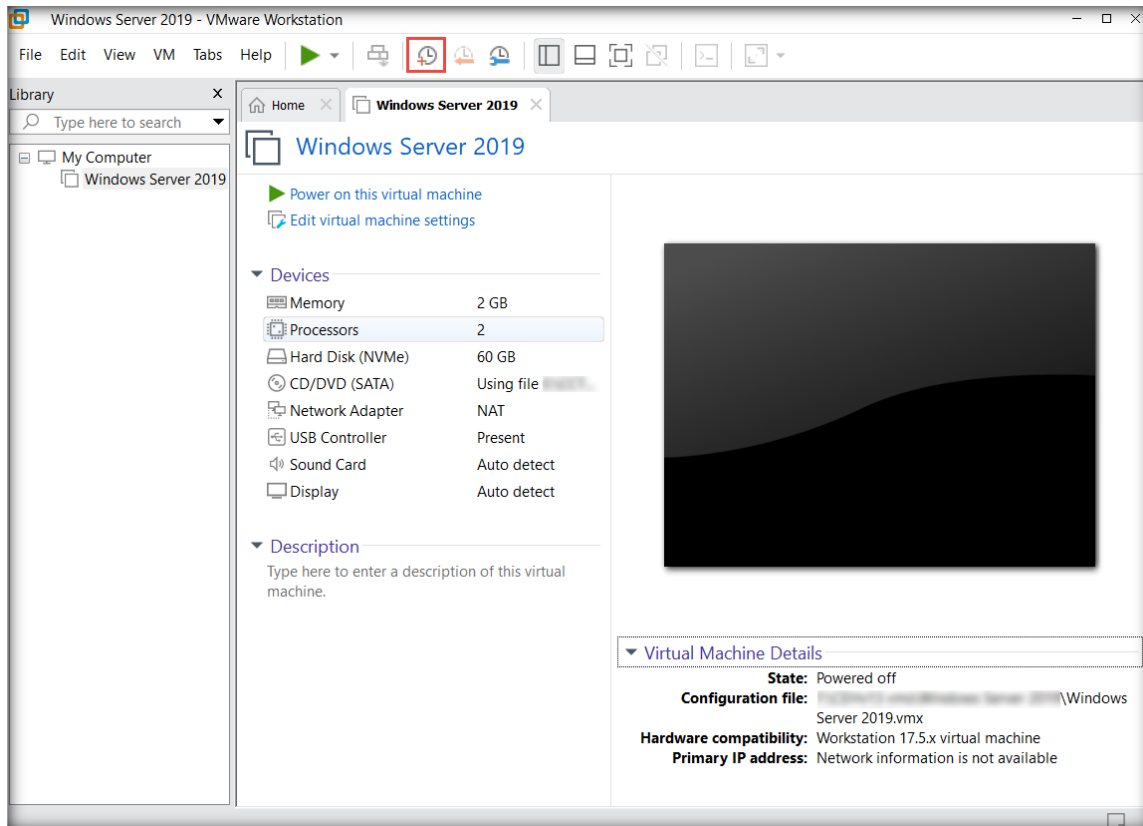 Windows Server 2019 - VMware Workstation
File Edit View VM Tabs Help
Library
Type here to search
My Computer
Windows Server 2019
Home
Windows Server 2019
Windows Server 2019
Power on this virtual machine
Edit virtual machine settings
Devices
Memory 2 GB
Processors 2
Hard Disk (NVMe) 60 GB
CD/DVD (SATA) Using file
Network Adapter NAT
USB Controller Present
Sound Card Auto detect
Display Auto detect
Description
Type here to enter a description of this virtual
machine.
Virtual Machine Details
State: Powered off
Configuration file: \Windows
Server 2019.vmx
Hardware compatibility: Workstation 17.5.x virtual machine
Primary IP address: Network information is not available